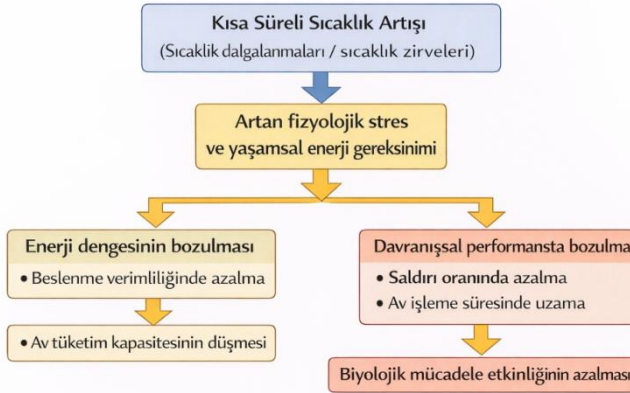 Kısa Süreli Sıcaklık Artışı
(Sıcaklik dalgalanmaları / sıcaklık zirveleri)
Artan fizyolojik stres
ve yaşamsal enerji gereksinimi
Enerji dengesinin bozulması
• Beslenme verimliliğinde azalma
• Av tüketim kapasitesinin düşmesi
Davranışsal performansta bozulma
• Saldırı oranında azalma
• Av işleme süresinde uzama
Biyolojik mücadele etkinliğinin azalması